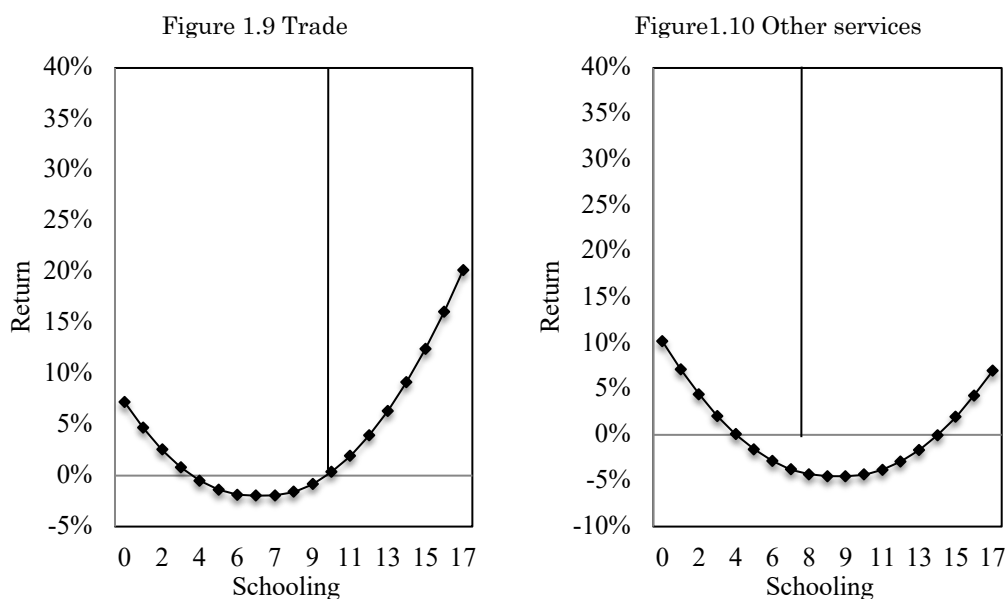 Figure 1.9 Trade
40%
35%
30%
25%
20%
15%
10%
5%
0%
-5%
Return
0 2 4 6 7 9 11 13 15 17
Schooling
Figure1.10 Other services
40%
35%
30%
25%
20%
15%
10%
5%
0%
-5%
-10%
Return
0 2 4 6 8 9 11 13 15 17
Schooling